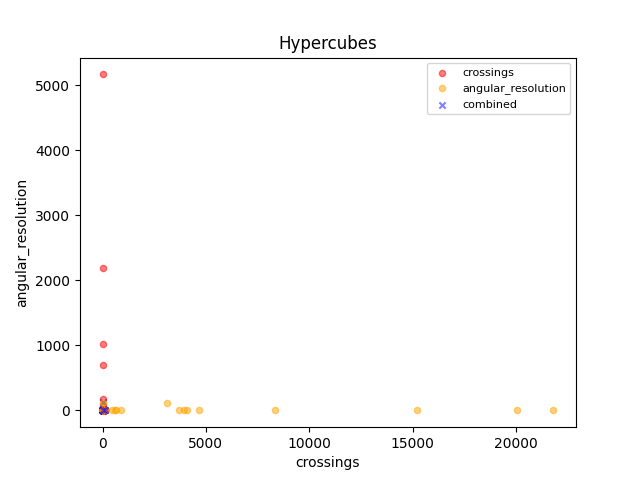 Hypercubes
crossings
angular_resolution
combined
5000
4000
3000
2000
1000
0
angular_resolution
0
5000
10000
15000
20000
crossings